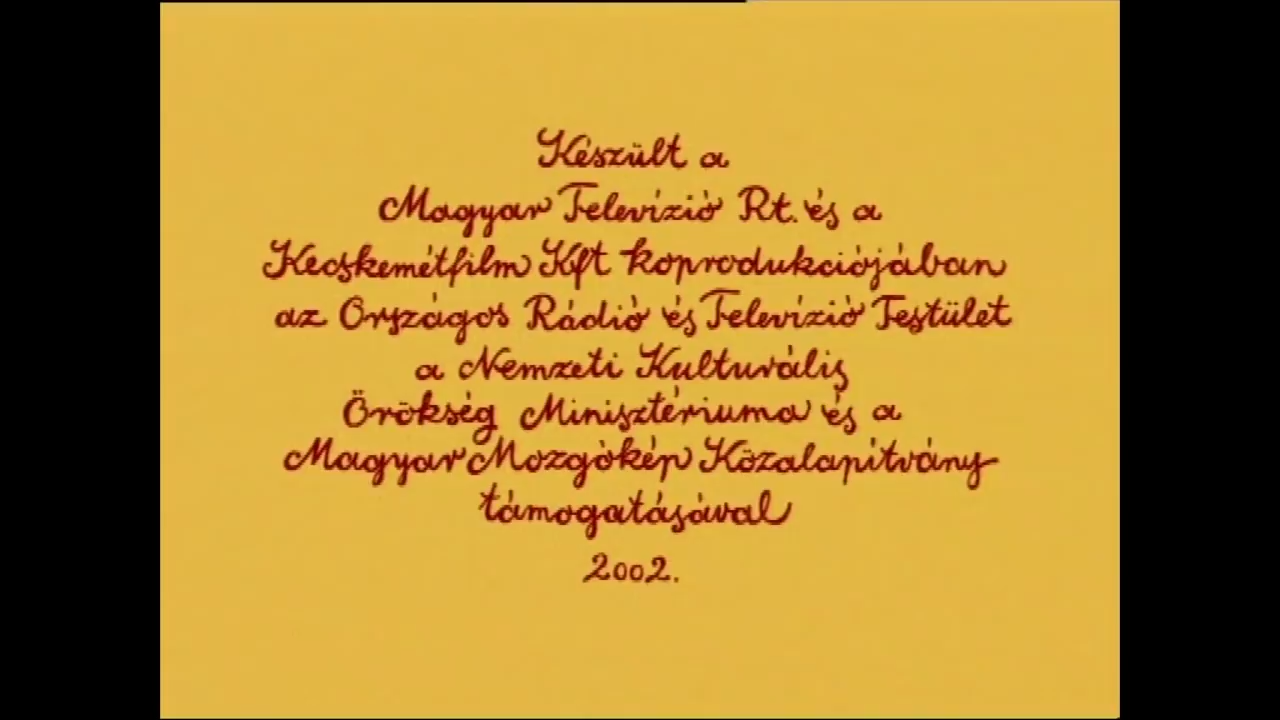 Készült a
Magyar Televízió Rt. és a
Kecskemétfilm Kft koprodukciójában
az Országos Rádió és Televízió Testület
a Nemzeti Kulturális
Örökség Minisztériuma és a
Magyar Mozgókép Közalapítvány
támogatásával
2002.